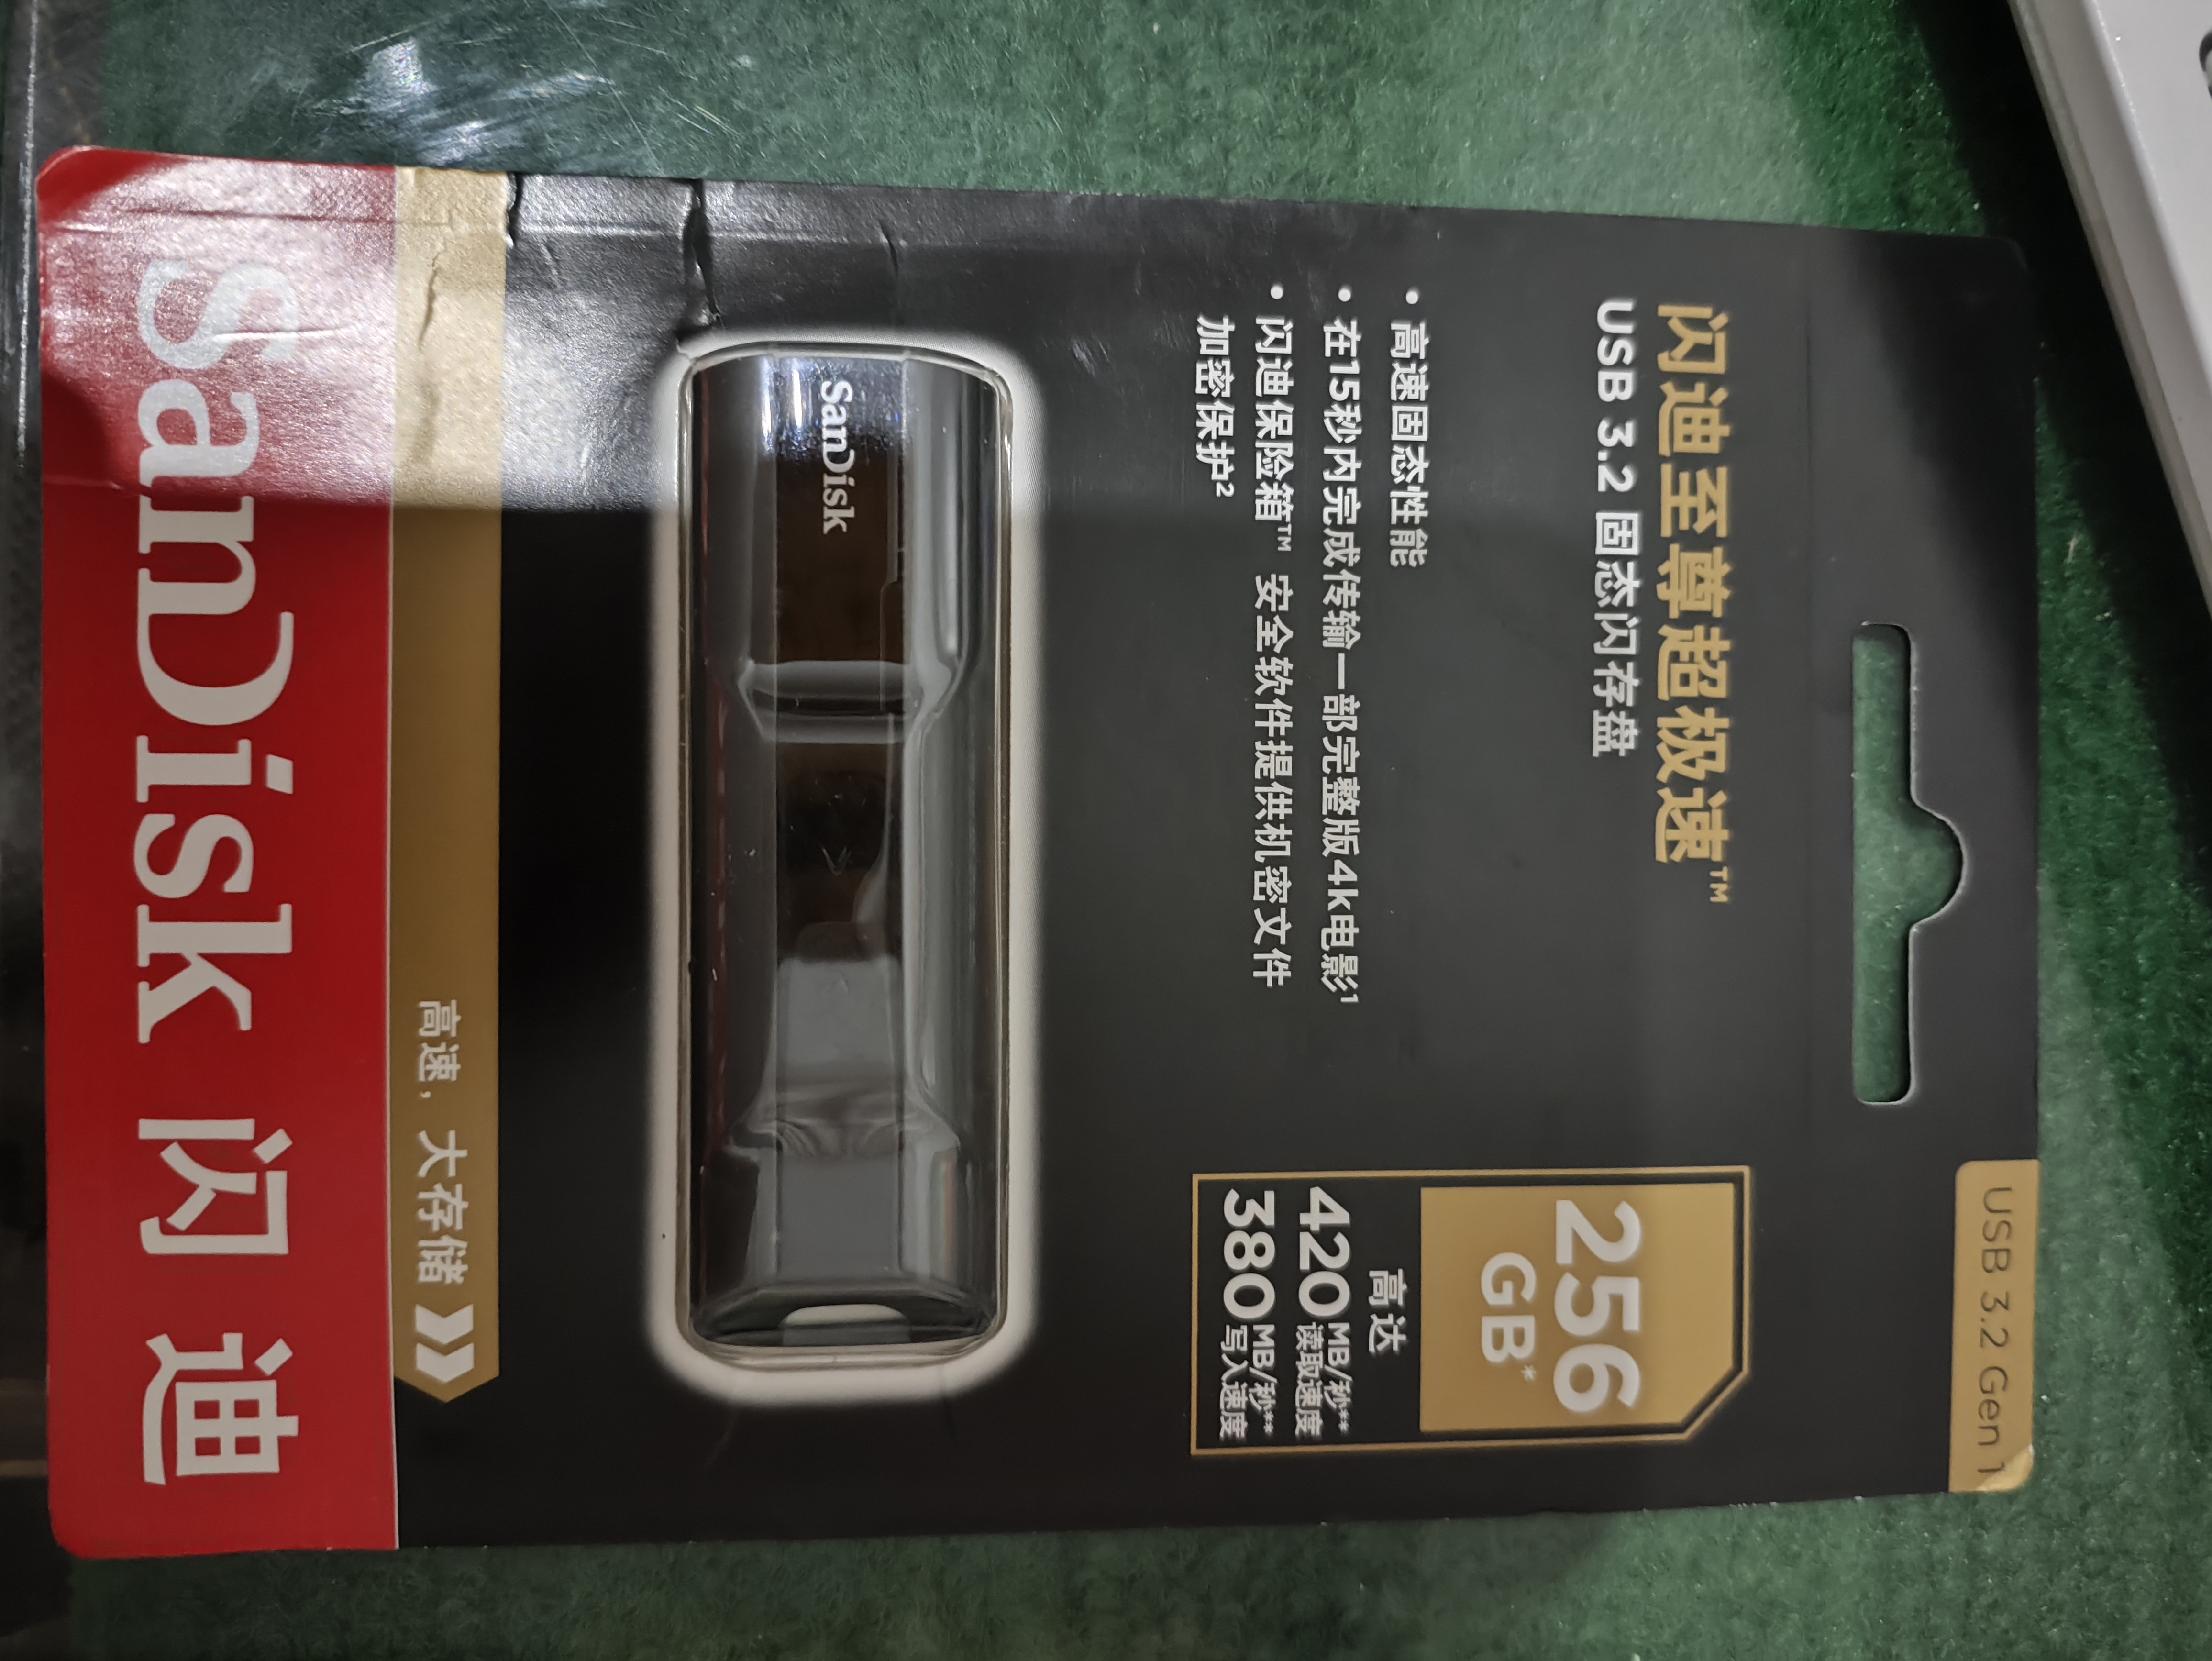 USB 3.2 Gen 1
闪迪至尊超极速™
USB 3.2 固态闪存盘
256
GB*
高达
420MB/秒**读取速度
380MB/秒**写入速度
• 高速固态性能
• 在15秒内完成传输一部完整版4k电影¹
• 闪迪保险箱™ 安全软件提供机密文件
加密保护²
SanDisk
高速，大存储
SanDisk 闪迪